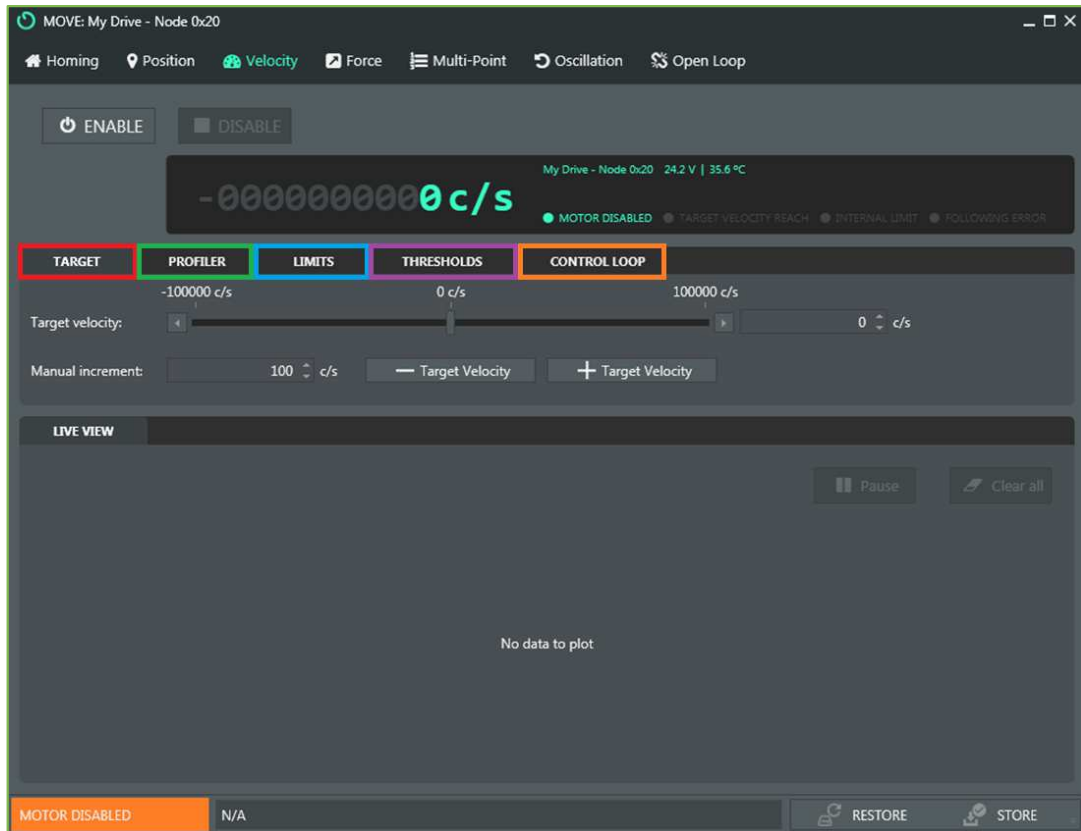 MOVE: My Drive - Node 0x20
Homing Position Velocity Force Multi-Point Oscillation Open Loop
ENABLE DISABLE
My Drive - Node 0x20 24.2 V | 35.6 ºC
-0000000000 c/s
MOTOR DISABLED TARGET VELOCITY REACH INTERNAL LIMIT FOLLOWING ERROR
TARGET PROFILER LIMITS THRESHOLDS CONTROL LOOP
-100000 c/s 0 c/s 100000 c/s
Target velocity: 0 c/s
Manual increment: 100 c/s — Target Velocity + Target Velocity
LIVE VIEW
Pause Clear all
No data to plot
MOTOR DISABLED N/A RESTORE STORE